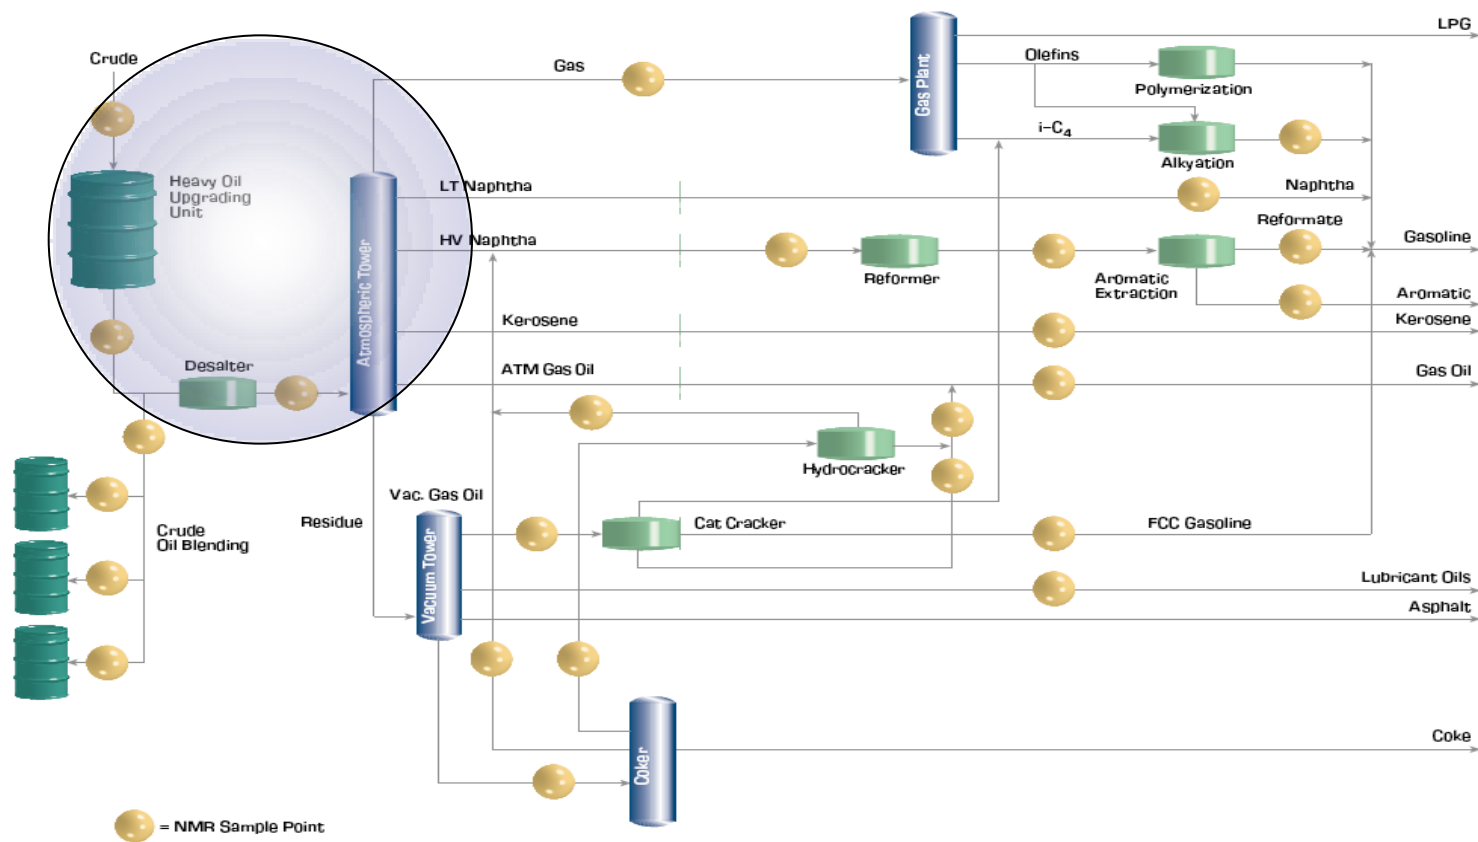 Crude
Gas
LPG
Olefins
Polymerization
Gas Plant
i-C4
Alkyation
Heavy Oil
Upgrading
Unit
LT Naphtha
Naphtha
Reformate
HV Naphtha
Gasoline
Reformer
Aromatic
Extraction
Aromatic
Atmospheric Tower
Kerosene
Kerosene
Desalter
ATM Gas Oil
Gas Oil
Hydrocracker
Vac. Gas Oil
Residue
Cat Cracker
FCC Gasoline
Crude
Oil Blending
Vacuum Tower
Lubricant Oils
Asphalt
Coker
Coke
= NMR Sample Point